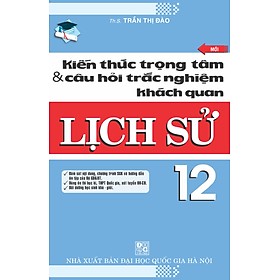 Th.S. TRẦN THỊ ĐÀO
MỚI
Kiến thức trọng tâm
& câu hỏi trắc nghiệm
khách quan
LỊCH SỬ
12
NHÀ XUẤT BẢN ĐẠI HỌC QUỐC GIA HÀ NỘI